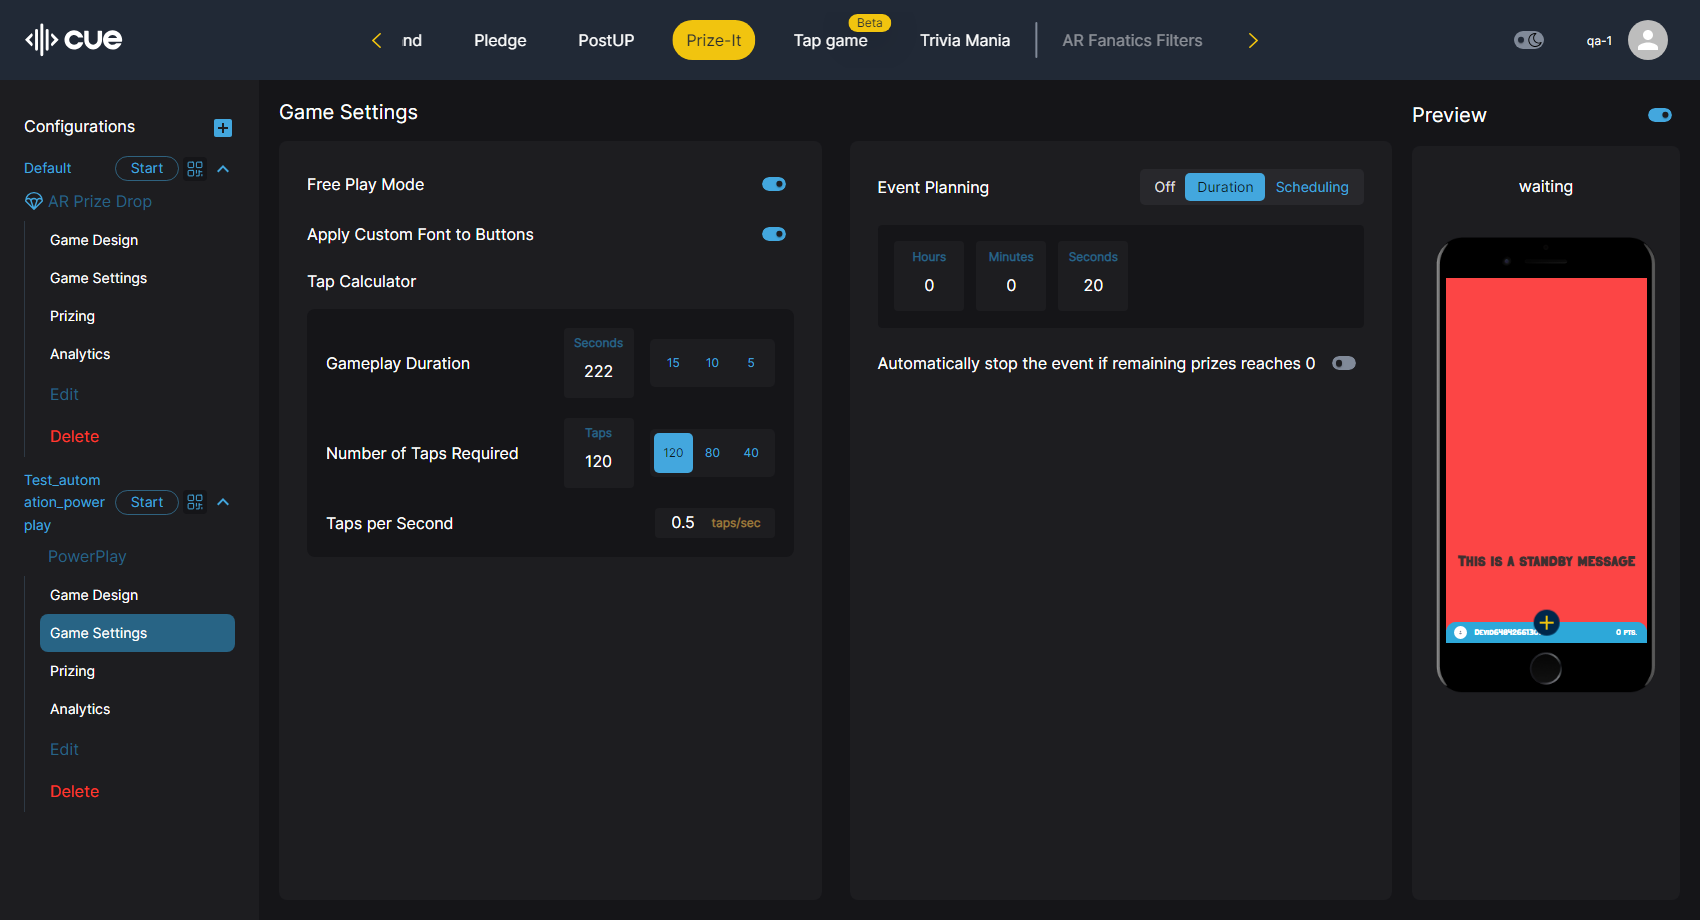 cue
nd
Pledge
PostUP
Prize-It
Beta
Tap game
Trivia Mania
AR Fanatics Filters
qa-1
Configurations
Default
Start
AR Prize Drop
Game Design
Game Settings
Prizing
Analytics
Edit
Delete
Test_autom
ation_power
play
Start
PowerPlay
Game Design
Game Settings
Prizing
Analytics
Edit
Delete
Game Settings
Free Play Mode
Apply Custom Font to Buttons
Tap Calculator
Gameplay Duration
Seconds
222
15 10 5
Number of Taps Required
Taps
120
120 80 40
Taps per Second
0.5 taps/sec
Event Planning
Off Duration Scheduling
Hours Minutes Seconds
0 0 20
Automatically stop the event if remaining prizes reaches 0
Preview
waiting
This is a standby message
0 pts.